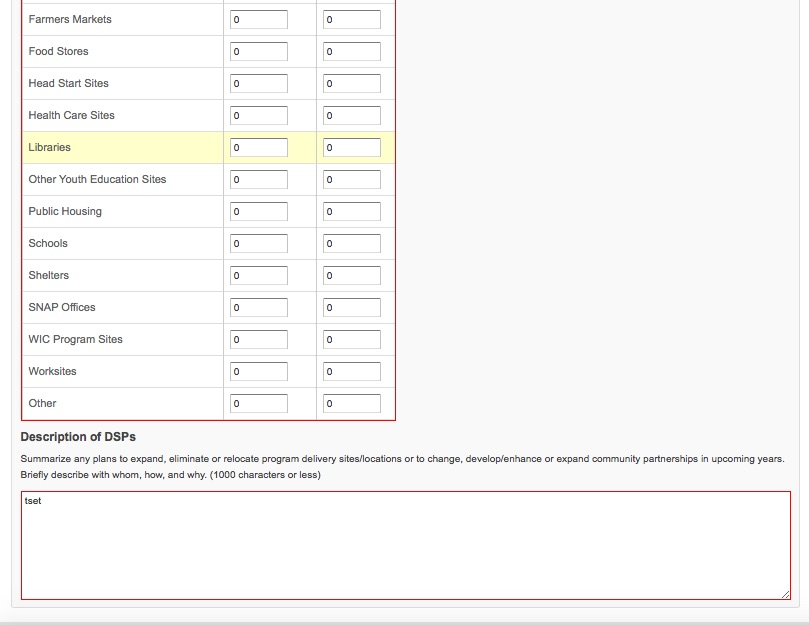 Farmers Markets 0 0
Food Stores 0 0
Head Start Sites 0 0
Health Care Sites 0 0
Libraries 0 0
Other Youth Education Sites 0 0
Public Housing 0 0
Schools 0 0
Shelters 0 0
SNAP Offices 0 0
WIC Program Sites 0 0
Worksites 0 0
Other 0 0
Description of DSPs
Summarize any plans to expand, eliminate or relocate program delivery sites/locations or to change, develop/enhance or expand community partnerships in upcoming years.
Briefly describe with whom, how, and why. (1000 characters or less)
tset